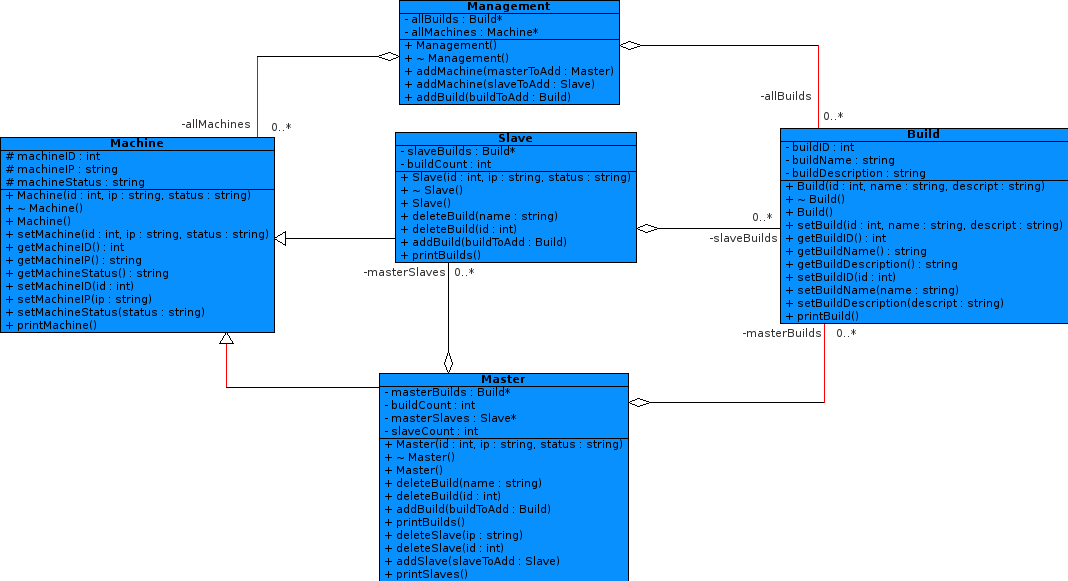 Management
- allBuilds : Build*
- allMachines : Machine*
+ Management()
+ ~ Management()
+ addMachine(masterToAdd : Master)
+ addMachine(slaveToAdd : Slave)
+ addBuild(buildToAdd : Build)
-allMachines
0..*
-allBuilds
0..*
Machine
# machineID : int
# machineIP : string
# machineStatus : string
+ Machine(id : int, ip : string, status : string)
+ ~ Machine()
+ Machine()
+ setMachine(id : int, ip : string, status : string)
+ getMachineID() : int
+ getMachineIP() : string
+ getMachineStatus() : string
+ setMachineID(id : int)
+ setMachineIP(ip : string)
+ setMachineStatus(status : string)
+ printMachine()
Slave
- slaveBuilds : Build*
- buildCount : int
+ Slave(id : int, ip : string, status : string)
+ ~ Slave()
+ Slave()
+ deleteBuild(name : string)
+ deleteBuild(id : int)
+ addBuild(buildToAdd : Build)
+ printBuilds()
0..*
-slaveBuilds
Build
- buildID : int
- buildName : string
- buildDescription : string
+ Build(id : int, name : string, descript : string)
+ ~ Build()
+ Build()
+ setBuild(id : int, name : string, descript : string)
+ getBuildID() : int
+ getBuildName() : string
+ getBuildDescription() : string
+ setBuildID(id : int)
+ setBuildName(name : string)
+ setBuildDescription(descript : string)
+ printBuild()
-masterSlaves
0..*
-masterBuilds
0..*
Master
- masterBuilds : Build*
- buildCount : int
- masterSlaves : Slave*
- slaveCount : int
+ Master(id : int, ip : string, status : string)
+ ~ Master()
+ Master()
+ deleteBuild(name : string)
+ deleteBuild(id : int)
+ addBuild(buildToAdd : Build)
+ printBuilds()
+ deleteSlave(ip : string)
+ deleteSlave(id : int)
+ addSlave(slaveToAdd : Slave)
+ printSlaves()